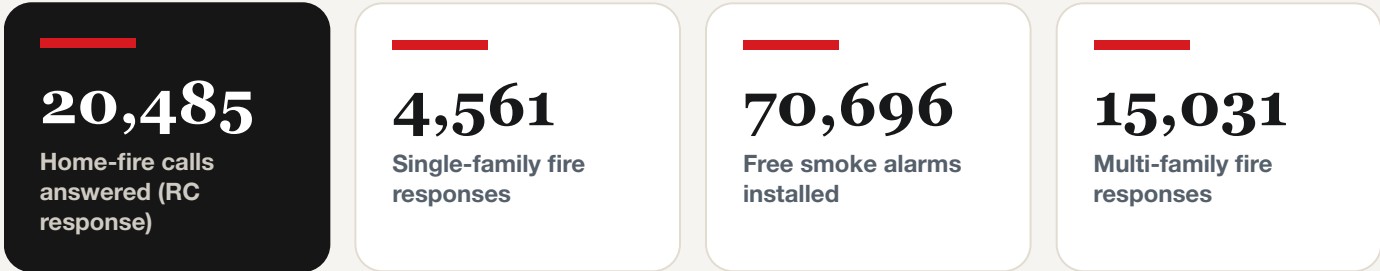 20,485
Home-fire calls
answered (RC
response)
4,561
Single-family fire
responses
70,696
Free smoke alarms
installed
15,031
Multi-family fire
responses